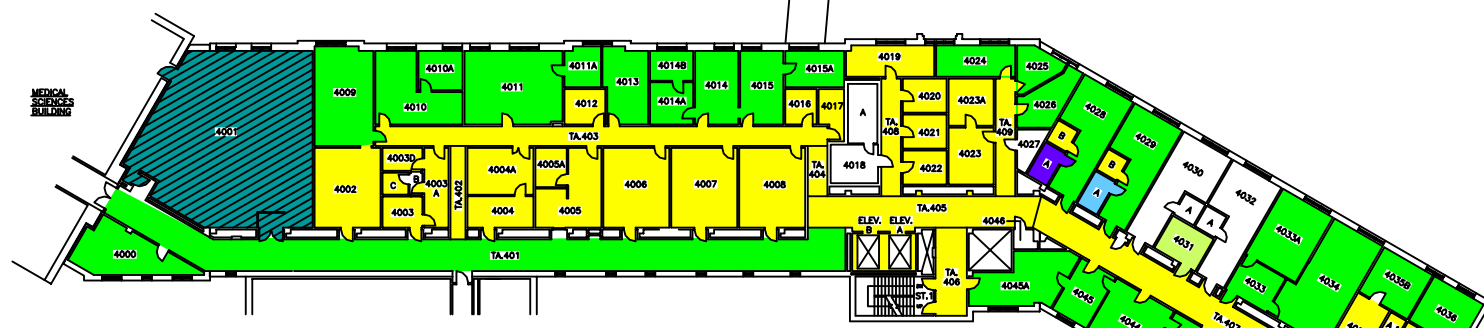 MEDICAL
SCIENCES
BUILDING
4001
4009
4010
4010A
4011
4011A
4012
4013
4014B
4014A
4014
4015
4015A
4016
4017
4019
4024
4025
4026
4028
4029
4030
4032
4031
A
4018
TA.
408
4020
4021
4022
4023A
4023
TA.
409
4027
B
A
B
A
A
A
TA.403
4002
4003D
C
B
4003
A
4003
TA.402
4004A
4004
4005A
4005
4006
4007
4008
TA.
404
TA.405
4046
ELEV.
B
ELEV.
A
4000
TA.401
ST.1
TA.
406
4045A
4045
4044
TA.407
4033A
4033
4034
4035B
4036